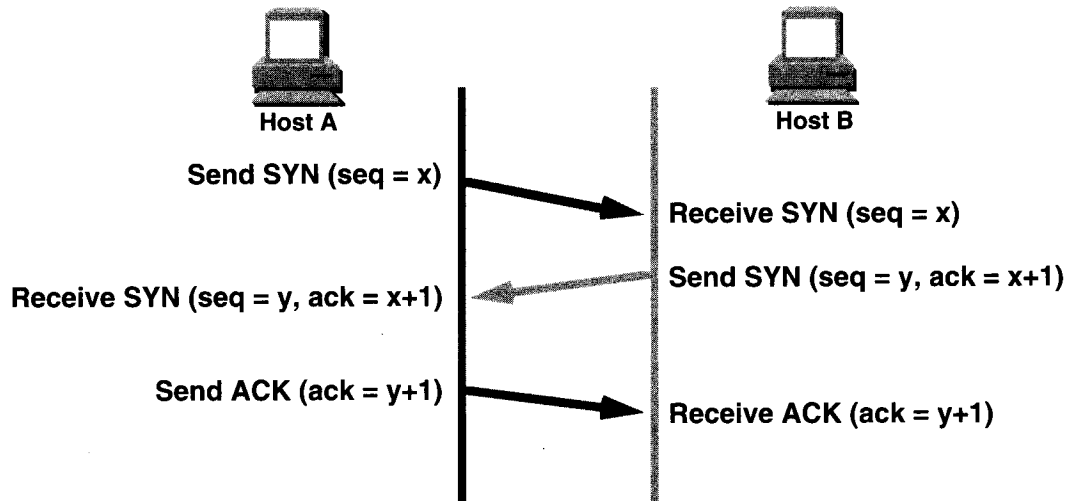 Host A
Host B
Send SYN (seq = x)
Receive SYN (seq = x)
Send SYN (seq = y, ack = x+1)
Receive SYN (seq = y, ack = x+1)
Send ACK (ack = y+1)
Receive ACK (ack = y+1)